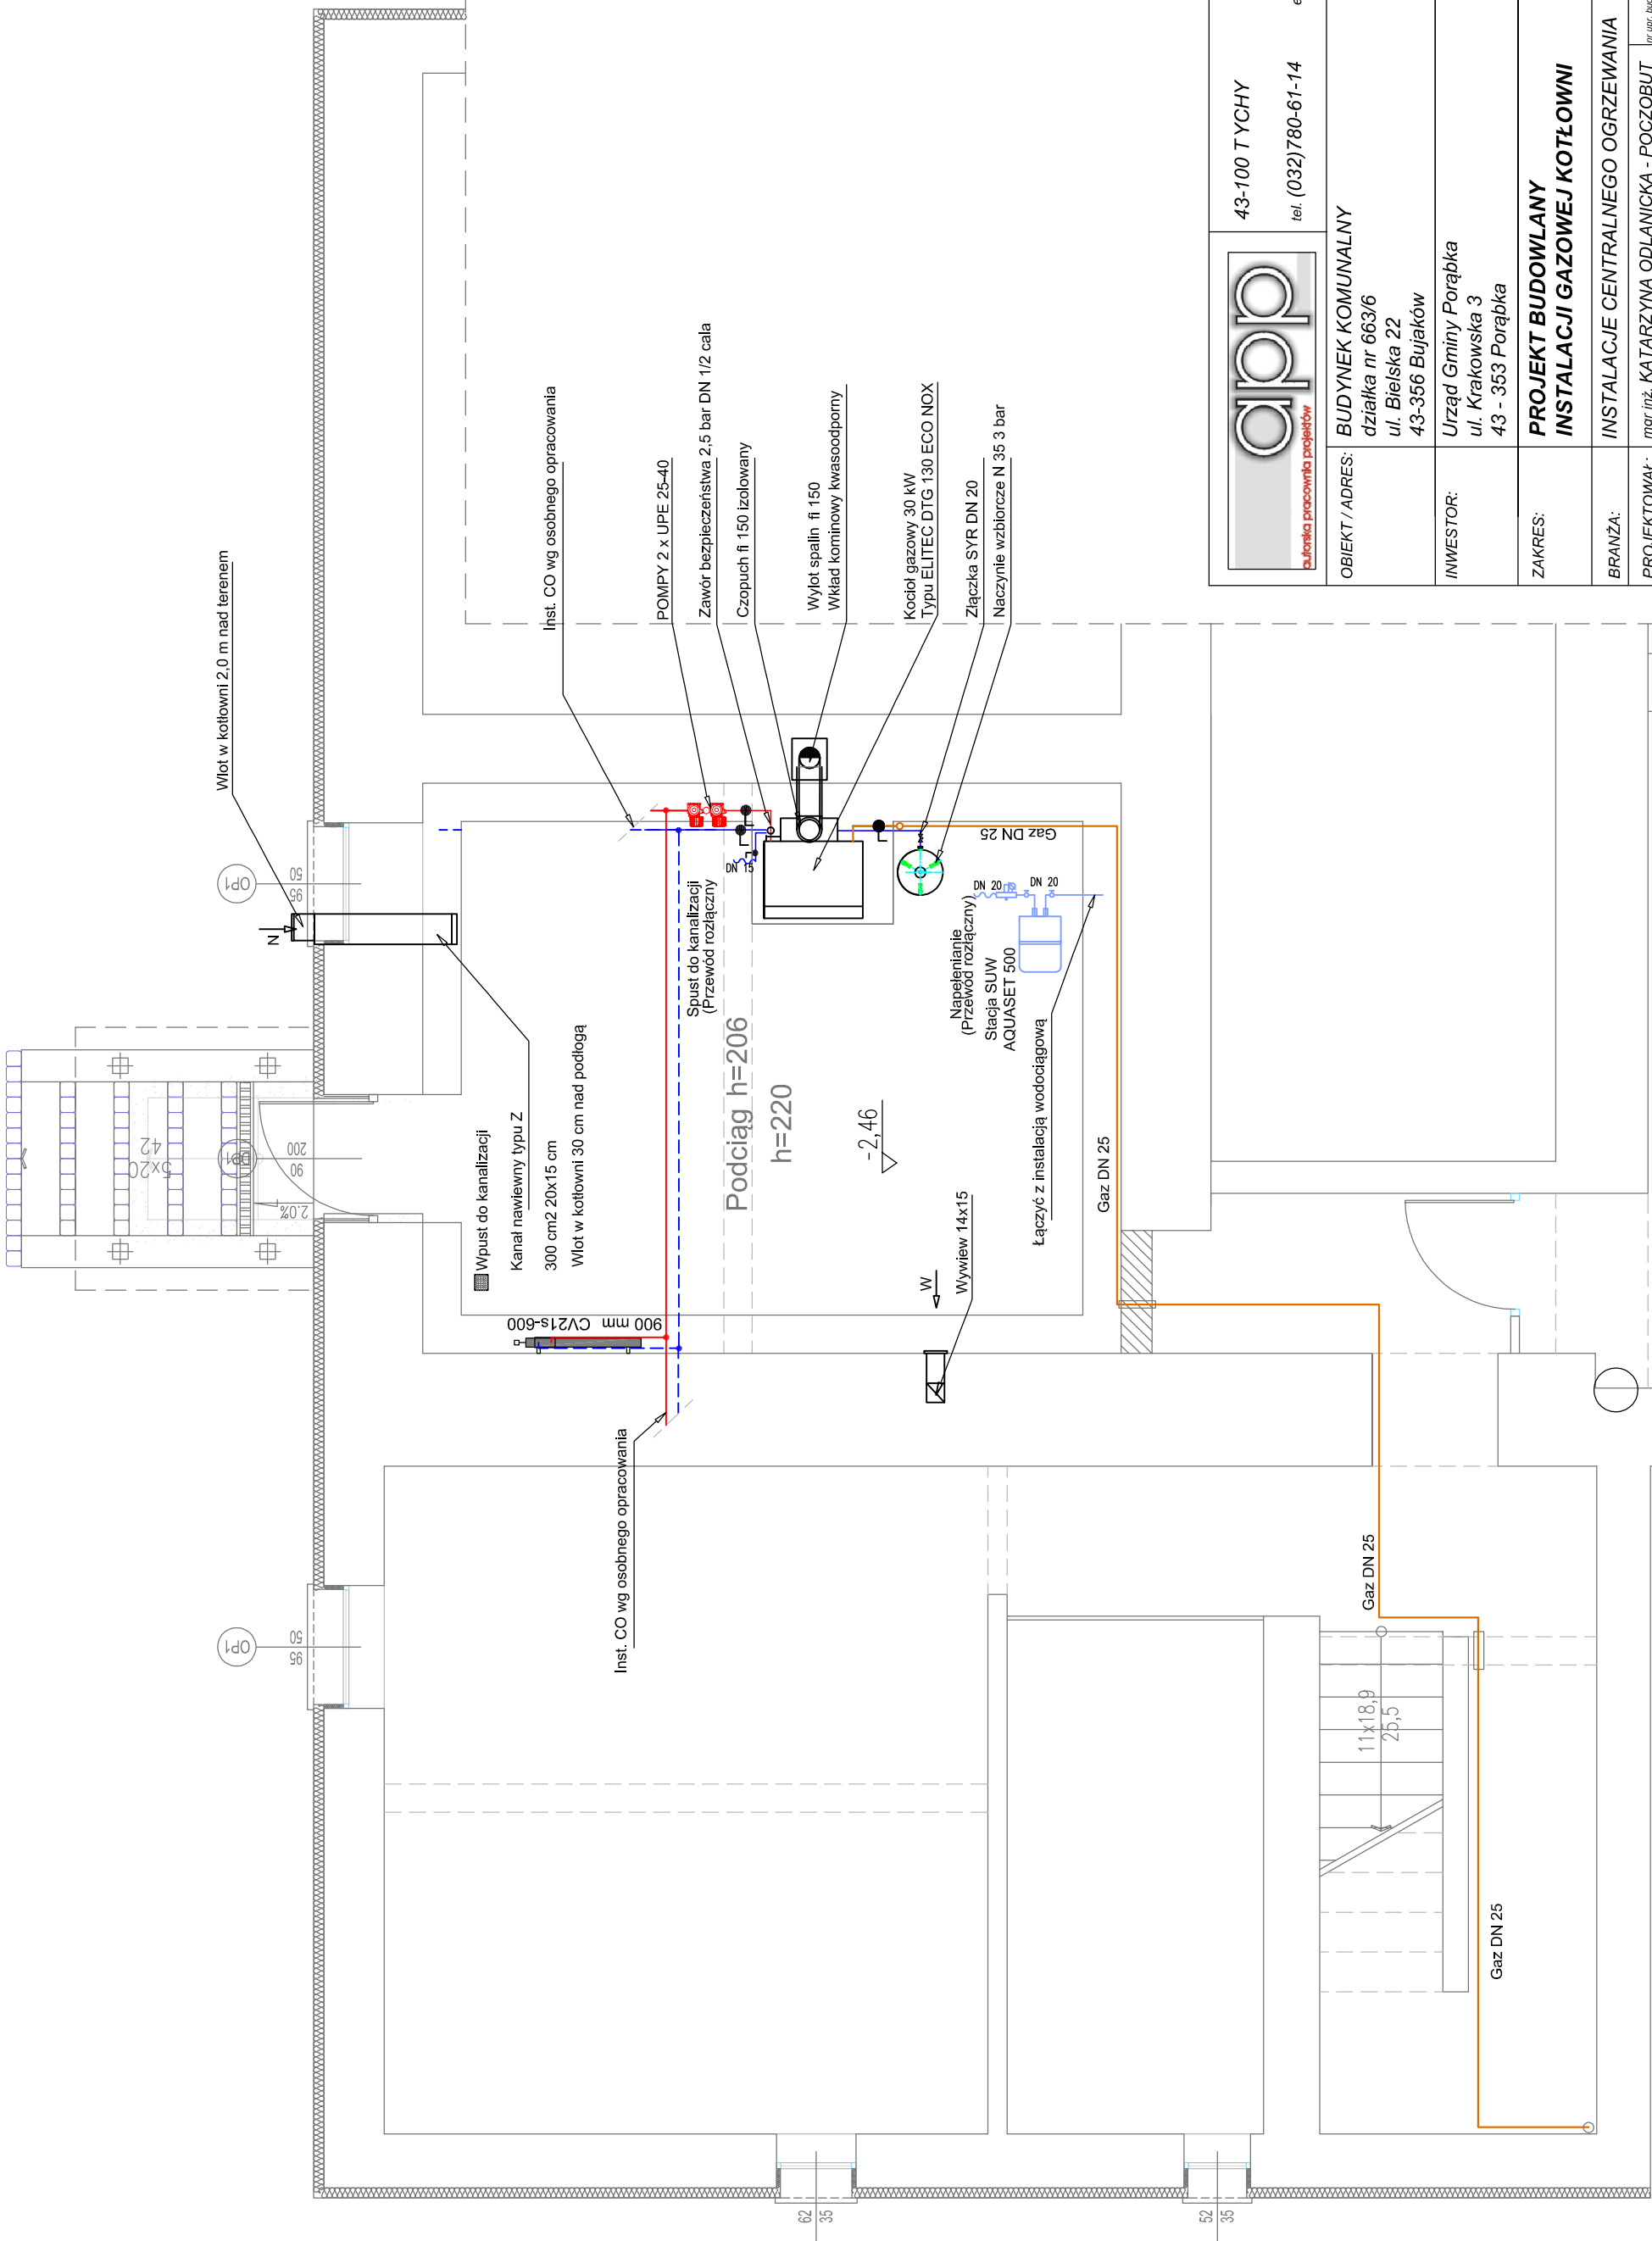 Wlot w kotłowni 2,0 m nad terenem
N
OP1
50
95
OP1
50
95
5x20
42
2.0%
200
90
Wpust do kanalizacji
Kanał nawiewny typu Z
300 cm2 20x15 cm
Wlot w kotłowni 30 cm nad podłogą
900 mm CV21s-600
Inst. CO wg osobnego opracowania
POMPY 2 x UPE 25-40
Zawór bezpieczeństwa 2,5 bar DN 1/2 cala
Czopuch fi 150 izolowany
Wylot spalin fi 150
Wkład kominowy kwasoodporny
Kocioł gazowy 30 kW
Typu ELITEC DTG 130 ECO NOX
Złączka SYR DN 20
Naczynie wzbiorcze N 35 3 bar
DN 15
Spust do kanalizacji
(Przewód rozłączny
Podciąg h=206
h=220
-2,46
Gaz DN 25
DN 20
DN 20
Napełenianie
(Przewód rozłączny)
Stacja SUW
AQUASET 500
Łączyć z instalacją wodociągową
Gaz DN 25
W
Wywiew 14x15
Inst. CO wg osobnego opracowania
Gaz DN 25
11x18,9
25,5
Gaz DN 25
62
35
52
35
app
autorska pracownia projektów
43-100 TYCHY
tel. (032)780-61-14
OBIEKT / ADRES:
BUDYNEK KOMUNALNY
działka nr 663/6
ul. Bielska 22
43-356 Bujaków
INWESTOR:
Urząd Gminy Porąbka
ul. Krakowska 3
43 - 353 Porąbka
ZAKRES:
PROJEKT BUDOWLANY
INSTALACJI GAZOWEJ KOTŁOWNI
BRANŻA:
INSTALACJE CENTRALNEGO OGRZEWANIA
PROJEKTOWAŁ:
mgr inż. KATARZYNA ODLANICKA - POCZOBUT